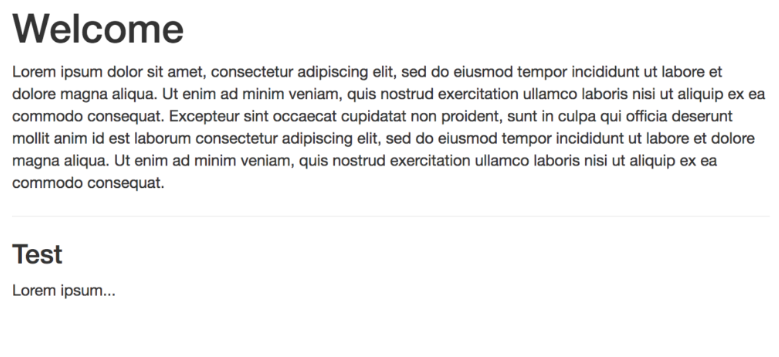 Welcome
Lorem ipsum dolor sit amet, consectetur adipiscing elit, sed do eiusmod tempor incididunt ut labore et
dolore magna aliqua. Ut enim ad minim veniam, quis nostrud exercitation ullamco laboris nisi ut aliquip ex ea
commodo consequat. Excepteur sint occaecat cupidatat non proident, sunt in culpa qui officia deserunt
mollit anim id est laborum consectetur adipiscing elit, sed do eiusmod tempor incididunt ut labore et dolore
magna aliqua. Ut enim ad minim veniam, quis nostrud exercitation ullamco laboris nisi ut aliquip ex ea
commodo consequat.
Test
Lorem ipsum...